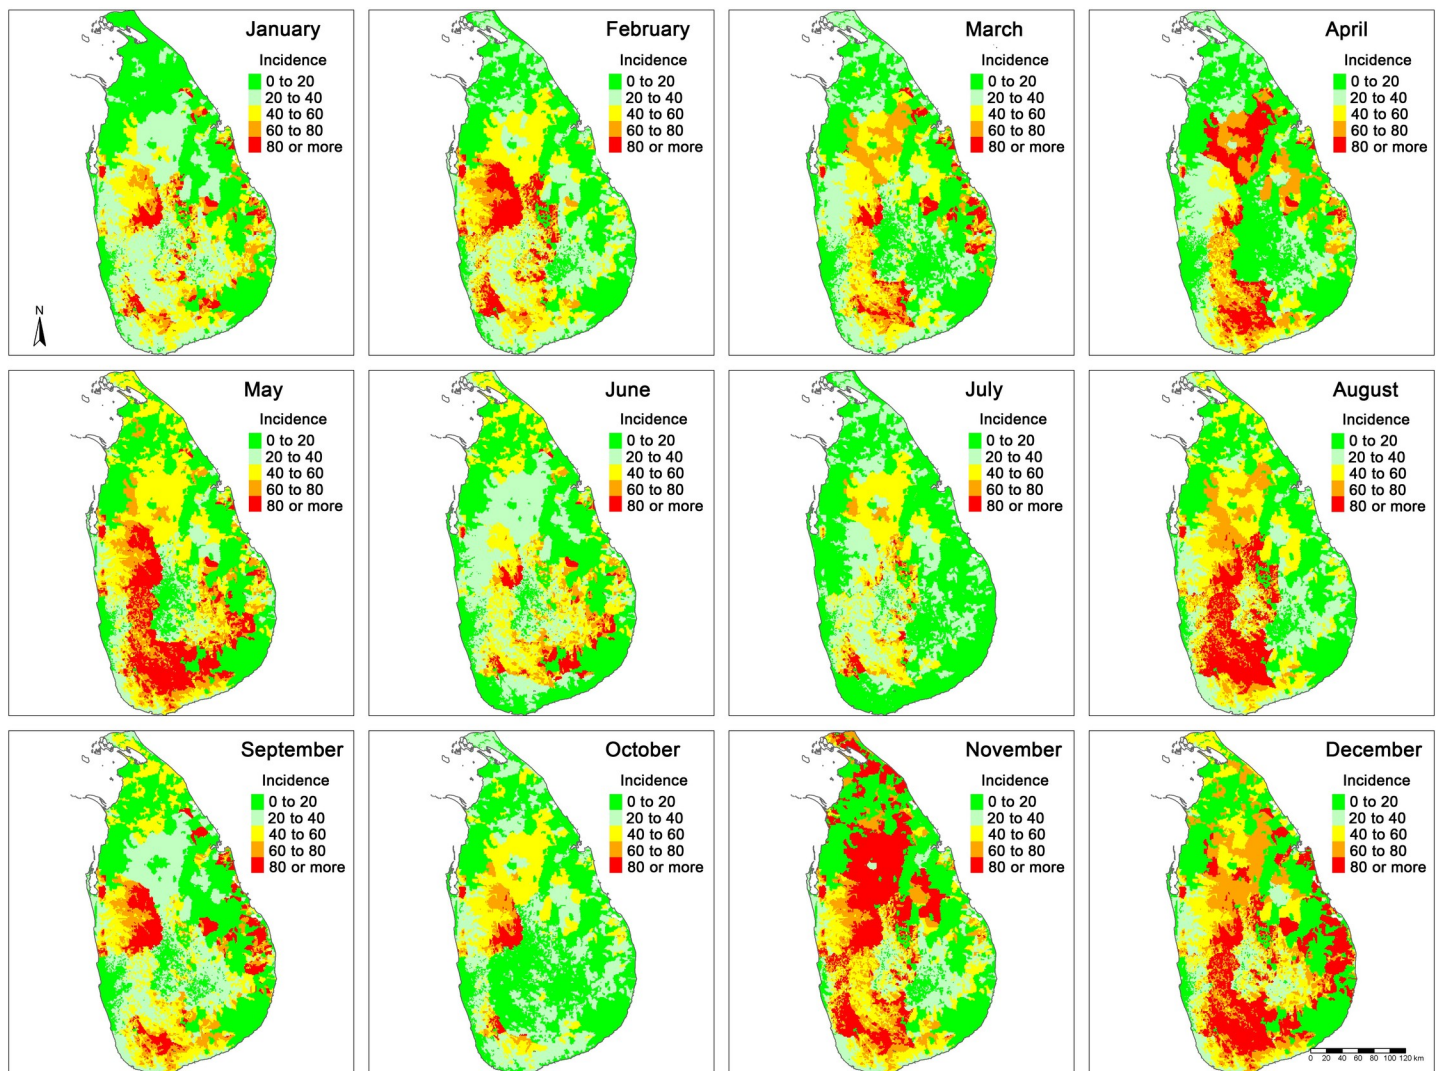 January
Incidence
0 to 20
20 to 40
40 to 60
60 to 80
80 or more
N
February
Incidence
0 to 20
20 to 40
40 to 60
60 to 80
80 or more
March
Incidence
0 to 20
20 to 40
40 to 60
60 to 80
80 or more
April
Incidence
0 to 20
20 to 40
40 to 60
60 to 80
80 or more
May
Incidence
0 to 20
20 to 40
40 to 60
60 to 80
80 or more
June
Incidence
0 to 20
20 to 40
40 to 60
60 to 80
80 or more
July
Incidence
0 to 20
20 to 40
40 to 60
60 to 80
80 or more
August
Incidence
0 to 20
20 to 40
40 to 60
60 to 80
80 or more
September
Incidence
0 to 20
20 to 40
40 to 60
60 to 80
80 or more
October
Incidence
0 to 20
20 to 40
40 to 60
60 to 80
80 or more
November
Incidence
0 to 20
20 to 40
40 to 60
60 to 80
80 or more
December
Incidence
0 to 20
20 to 40
40 to 60
60 to 80
80 or more
0 20 40 60 80 100 120 km